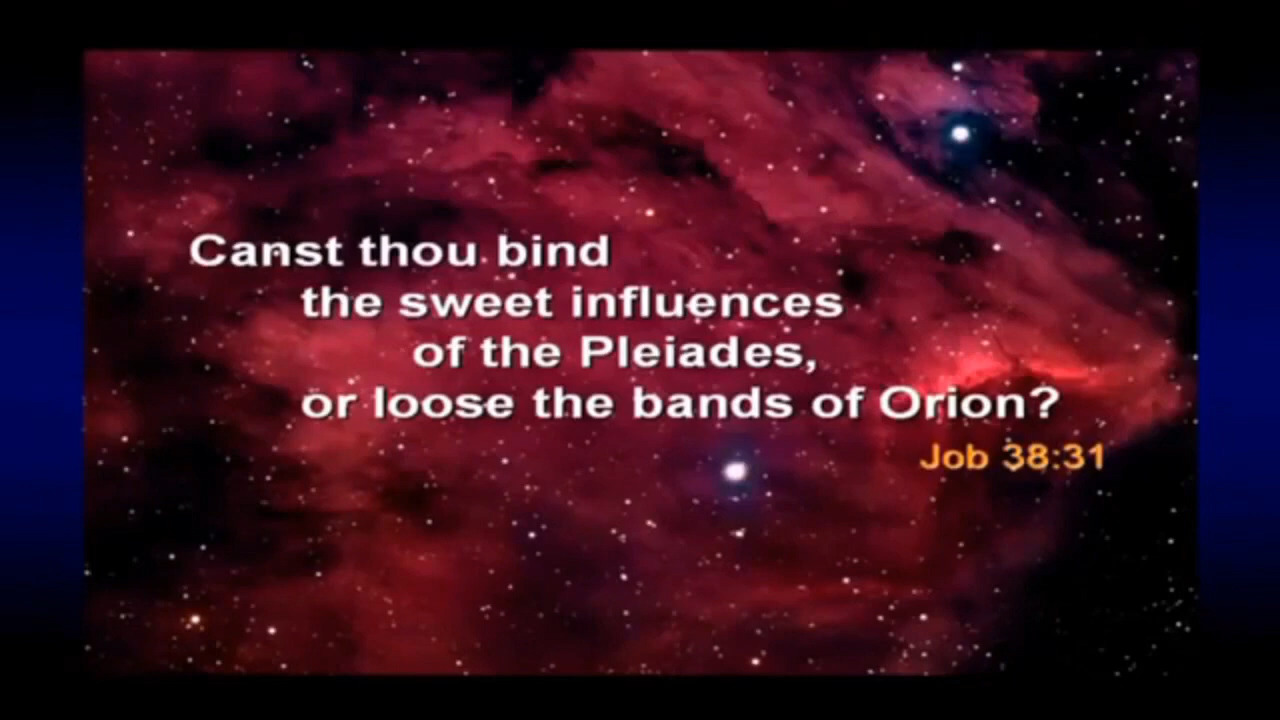 Canst thou bind
the sweet influences
of the Pleiades,
or loose the bands of Orion?
Job 38:31